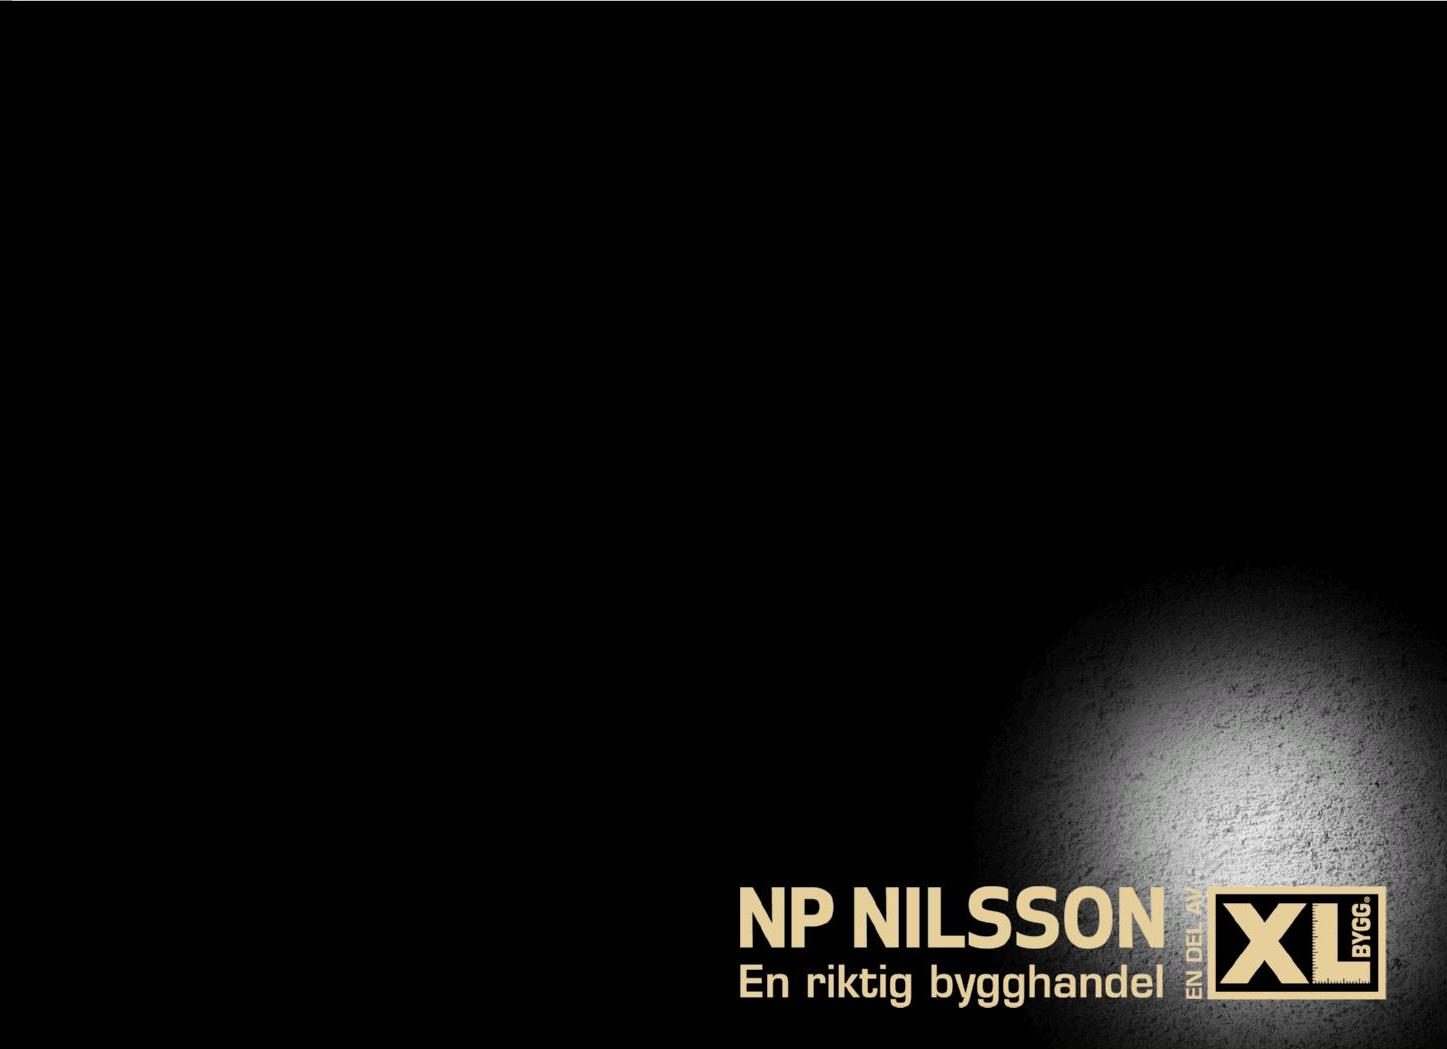 NP NILSSON
En riktig bygghandel
EN DEL AV
XL BYGG®